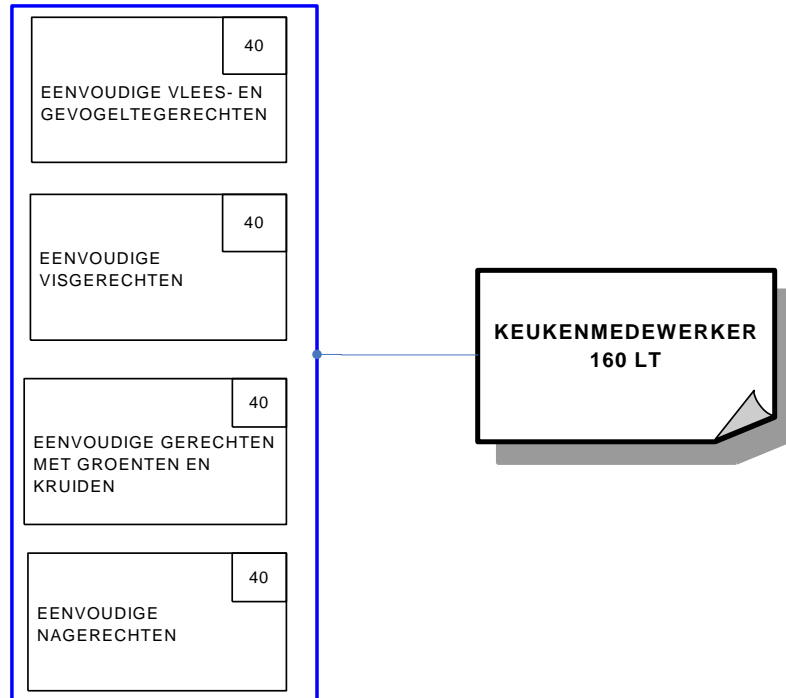 40
EENVOUDIGE VLEES- EN
GEVOGELTEGERECHTEN
40
EENVOUDIGE
VISGERECHTEN
40
EENVOUDIGE GERECHTEN
MET GROENTEN EN
KRUIDEN
40
EENVOUDIGE
NAGERECHTEN
KEUKENMEDEWERKER
160 LT